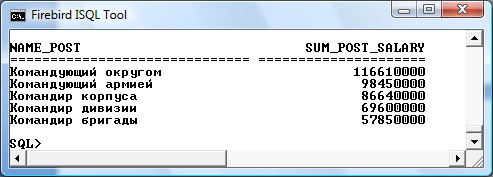 Firebird ISQL Tool
NAME_POST SUM_POST_SALARY
============================== =====================
Командующий округом 116610000
Командующий армией 98450000
Командир корпуса 86640000
Командир дивизии 69600000
Командир бригады 57850000
SQL>